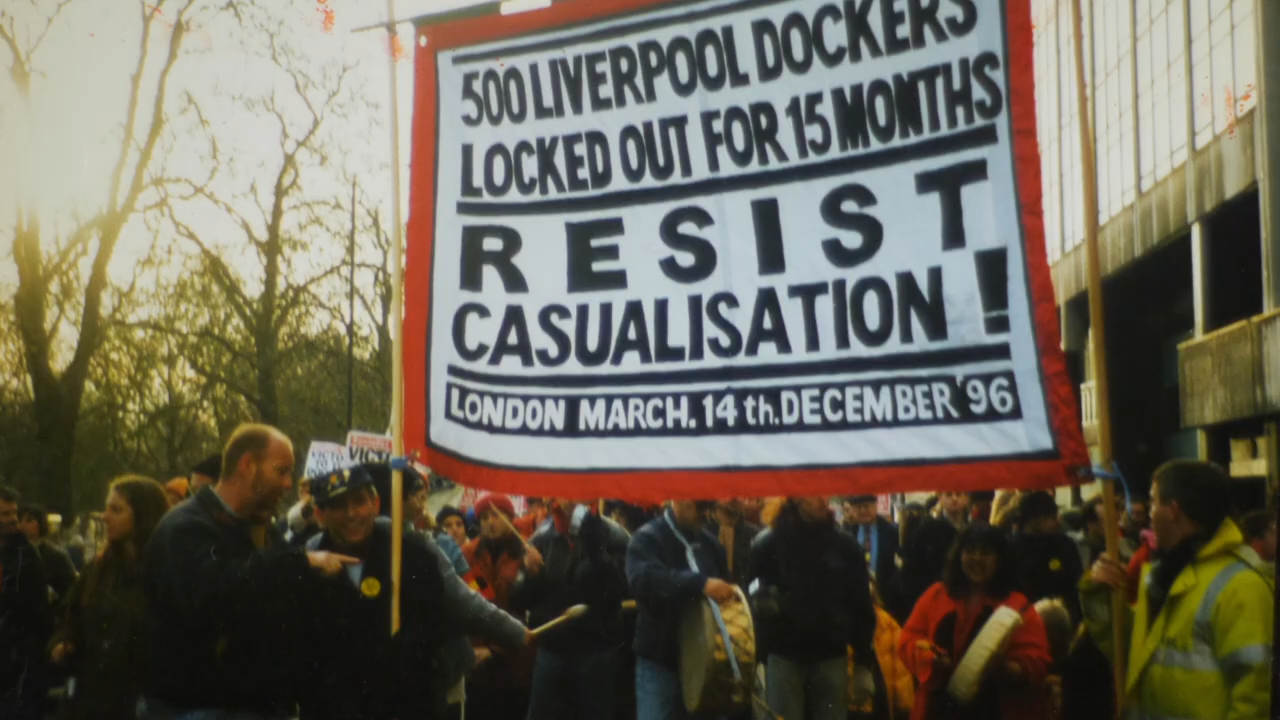 500 LIVERPOOL DOCKERS
LOCKED OUT FOR 15 MONTHS
RESIST
CASUALISATION!
LONDON MARCH. 14th. DECEMBER '96